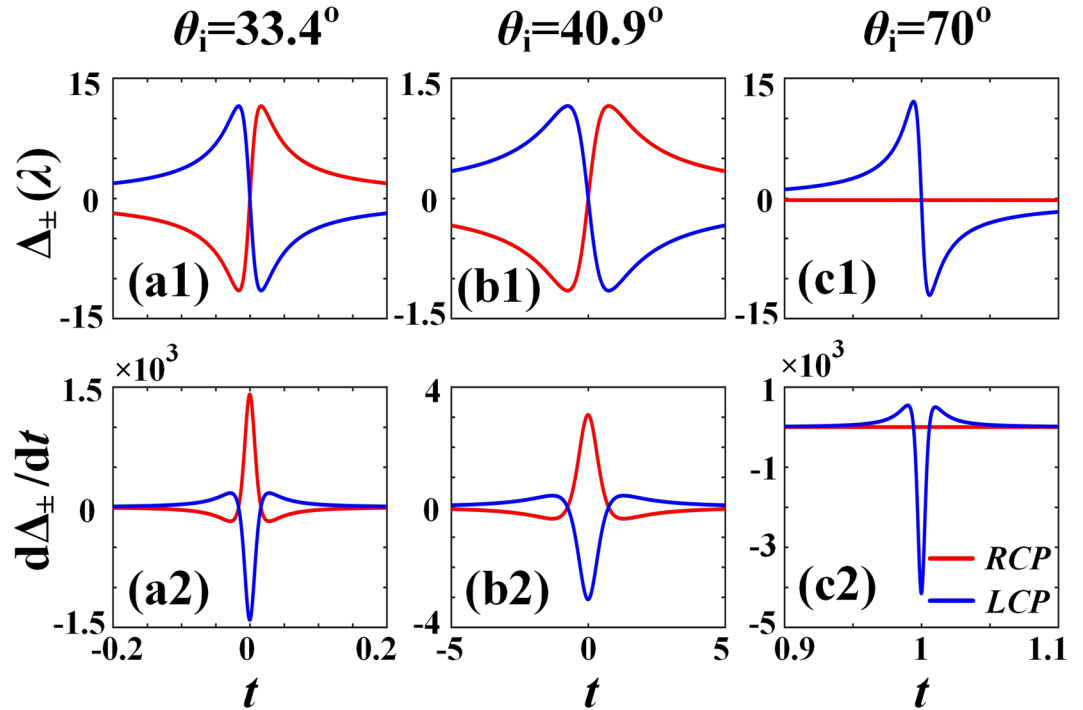 θi=33.4° θi=40.9° θi=70°
15 1.5 15
Δ±(λ) 0 0 0
(a1) (b1) (c1)
-15 -1.5 -15
×10³ ×10³
1.5 4 1
dΔ±/dt 0 0 -1
-3
RCP
(a2) (b2) (c2) LCP
-1.5 -4 -5
-0.2 0 0.2 -5 0 5 0.9 1 1.1
t t t